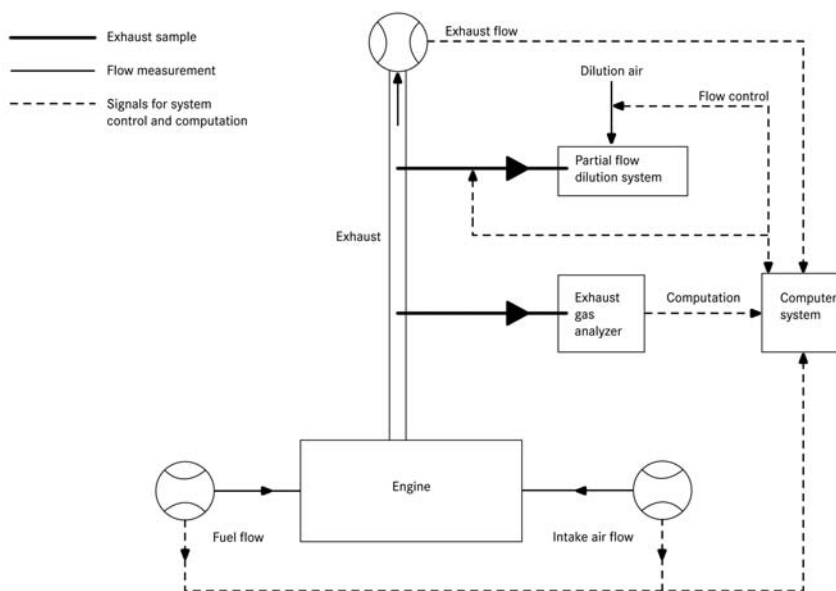 Exhaust sample
Flow measurement
Signals for system
control and computation
Exhaust flow
Dilution air
Flow control
Partial flow
dilution system
Exhaust
Exhaust
gas
analyzer
Computation
Computer
system
Engine
Fuel flow
Intake air flow